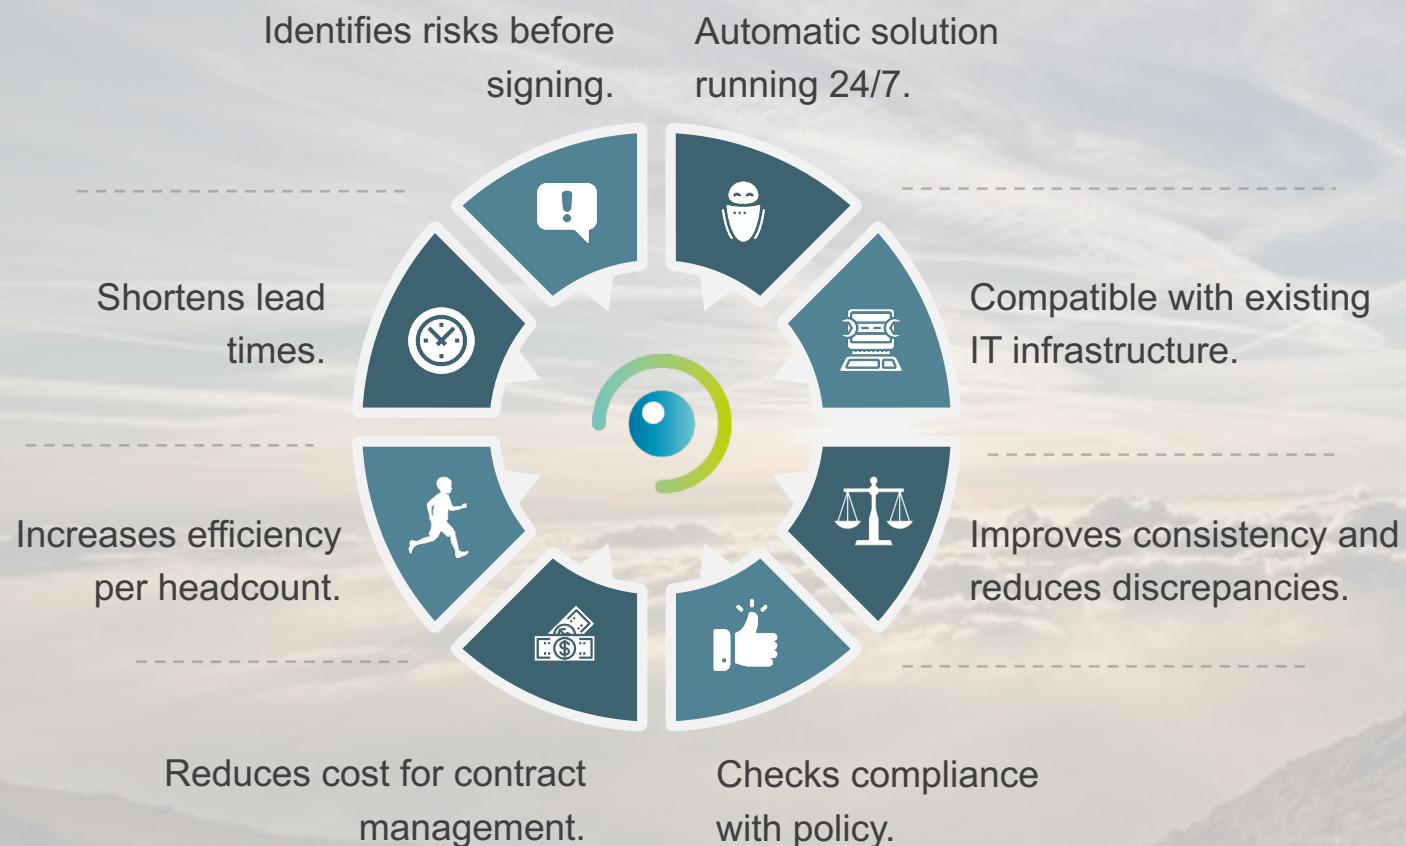 Identifies risks before
signing.
Automatic solution
running 24/7.
Shortens lead
times.
Compatible with existing
IT infrastructure.
Increases efficiency
per headcount.
Improves consistency and
reduces discrepancies.
Reduces cost for contract
management.
Checks compliance
with policy.